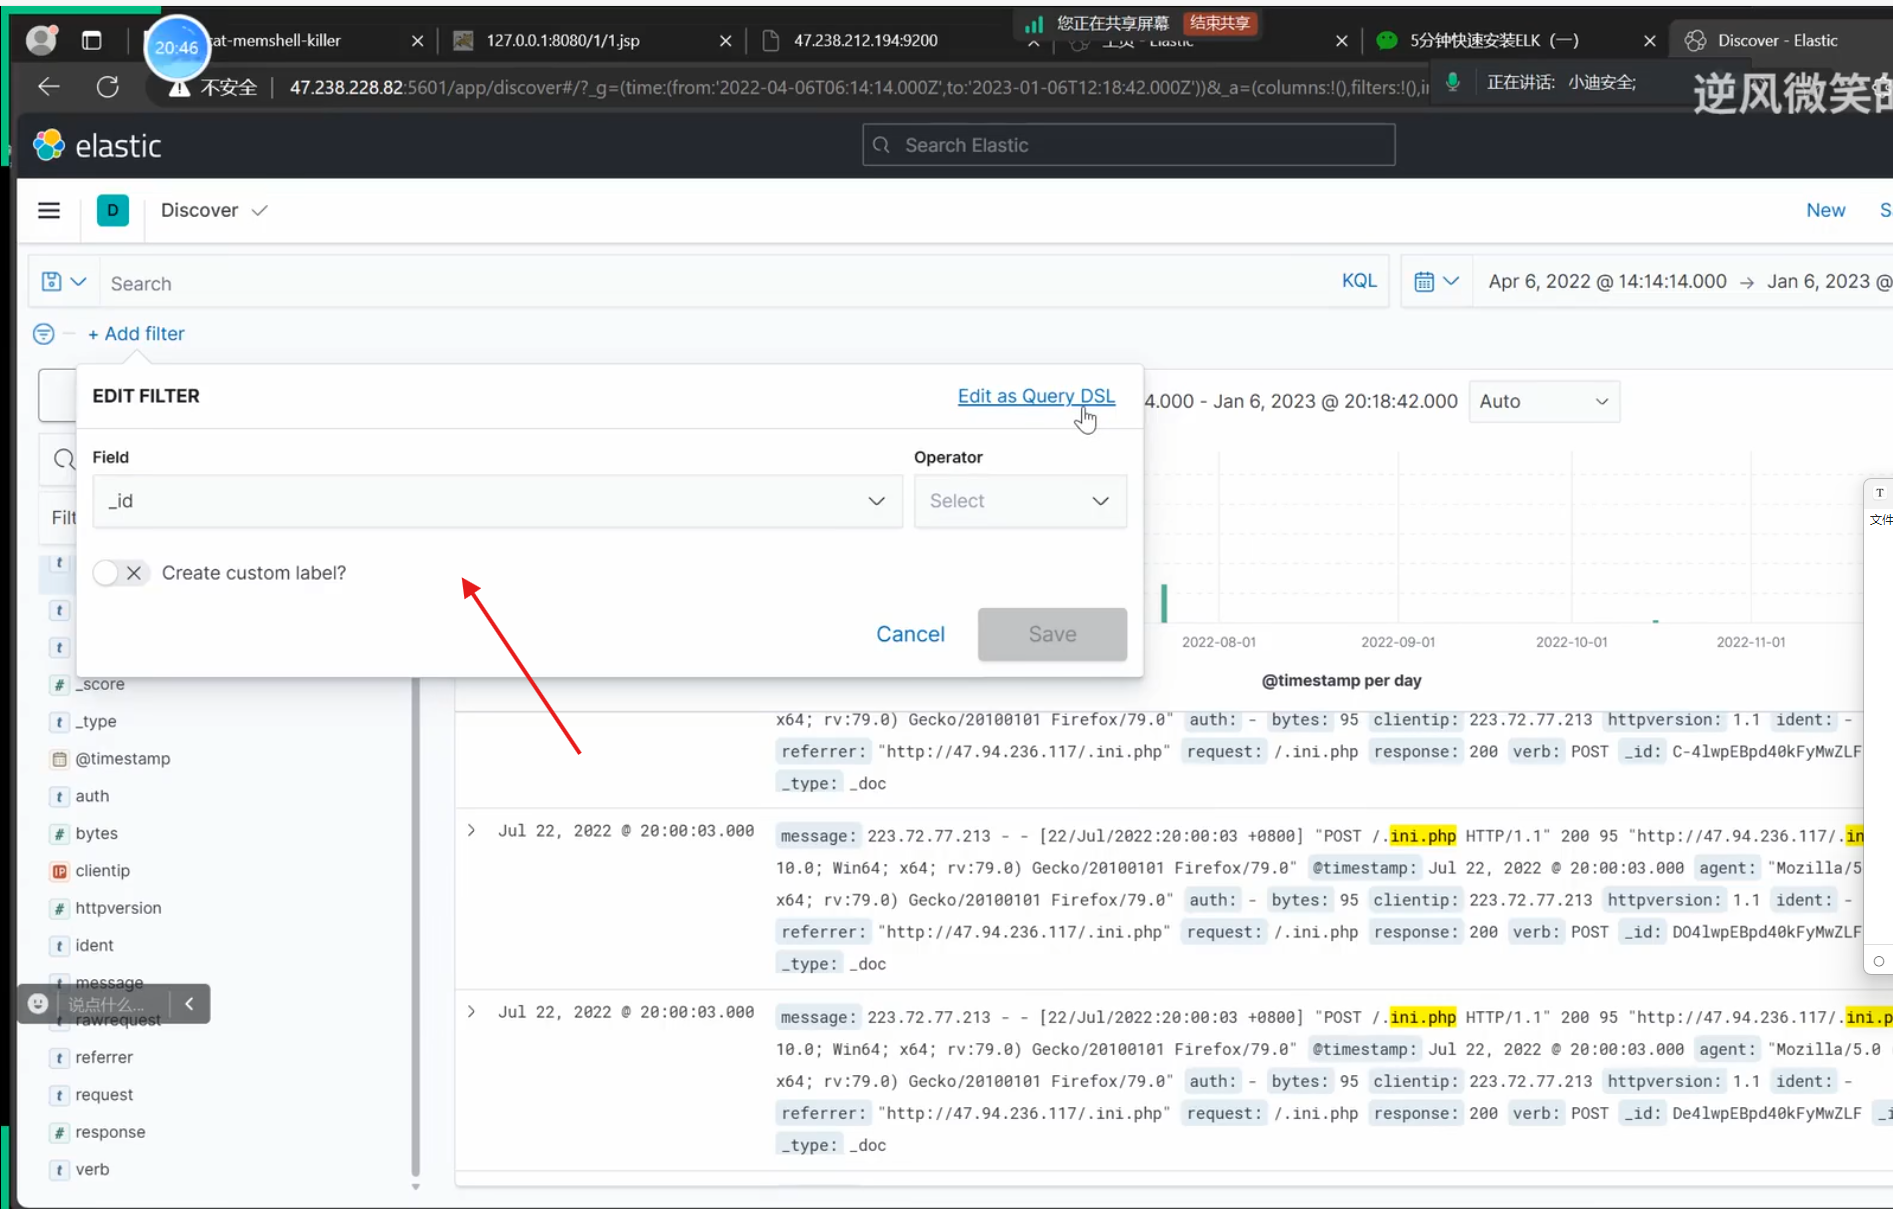 您正在共享屏幕 结束共享
20:46
cat-memshell-killer
127.0.0.1:8080/1/1.jsp
47.238.212.194:9200
主页 - Elastic
5分钟快速安装ELK（一）
Discover - Elastic
不安全
47.238.228.82:5601/app/discover#/?_g=(time:(from:'2022-04-06T06:14:14.000Z',to:'2023-01-06T12:18:42.000Z'))&_a=(columns:!(),filters:!(),in
正在讲话: 小迪安全;
逆风微笑的
elastic
Search Elastic
D
Discover
New
S
Search
KQL
Apr 6, 2022 @ 14:14:14.000 → Jan 6, 2023 @
+ Add filter
EDIT FILTER
Edit as Query DSL
4.000 - Jan 6, 2023 @ 20:18:42.000
Auto
Field
Operator
_id
Select
Filt
Create custom label?
Cancel
Save
T
文件
2022-08-01
2022-09-01
2022-10-01
2022-11-01
@timestamp per day
t
t
t
# _score
t _type
@timestamp
t auth
# bytes
IP clientip
# httpversion
t ident
t message
说点什么...
t rawrequest
t referrer
t request
# response
t verb
x64; rv:79.0) Gecko/20100101 Firefox/79.0" auth: - bytes: 95 clientip: 223.72.77.213 httpversion: 1.1 ident: -
referrer: "http://47.94.236.117/.ini.php" request: /.ini.php response: 200 verb: POST _id: C-4lwpEBpd40kFyMwZLF
_type: _doc
Jul 22, 2022 @ 20:00:03.000
message: 223.72.77.213 - - [22/Jul/2022:20:00:03 +0800] "POST /.ini.php HTTP/1.1" 200 95 "http://47.94.236.117/.in
10.0; Win64; x64; rv:79.0) Gecko/20100101 Firefox/79.0" @timestamp: Jul 22, 2022 @ 20:00:03.000 agent: "Mozilla/5
x64; rv:79.0) Gecko/20100101 Firefox/79.0" auth: - bytes: 95 clientip: 223.72.77.213 httpversion: 1.1 ident: -
referrer: "http://47.94.236.117/.ini.php" request: /.ini.php response: 200 verb: POST _id: DO4lwpEBpd40kFyMwZLF
_type: _doc
Jul 22, 2022 @ 20:00:03.000
message: 223.72.77.213 - - [22/Jul/2022:20:00:03 +0800] "POST /.ini.php HTTP/1.1" 200 95 "http://47.94.236.117/.ini.p
10.0; Win64; x64; rv:79.0) Gecko/20100101 Firefox/79.0" @timestamp: Jul 22, 2022 @ 20:00:03.000 agent: "Mozilla/5.0
x64; rv:79.0) Gecko/20100101 Firefox/79.0" auth: - bytes: 95 clientip: 223.72.77.213 httpversion: 1.1 ident: -
referrer: "http://47.94.236.117/.ini.php" request: /.ini.php response: 200 verb: POST _id: De4lwpEBpd40kFyMwZLF _i
_type: _doc